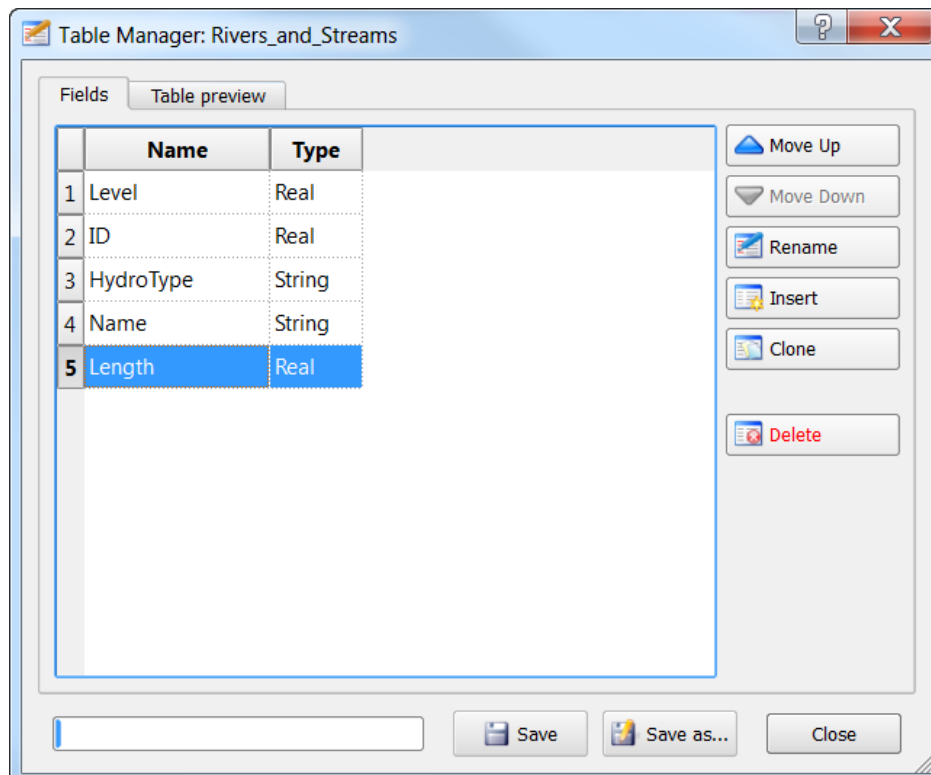 Table Manager: Rivers_and_Streams
Fields Table preview
Name Type
1 Level Real
2 ID Real
3 HydroType String
4 Name String
5 Length Real
Move Up
Move Down
Rename
Insert
Clone
Delete
Save Save as... Close